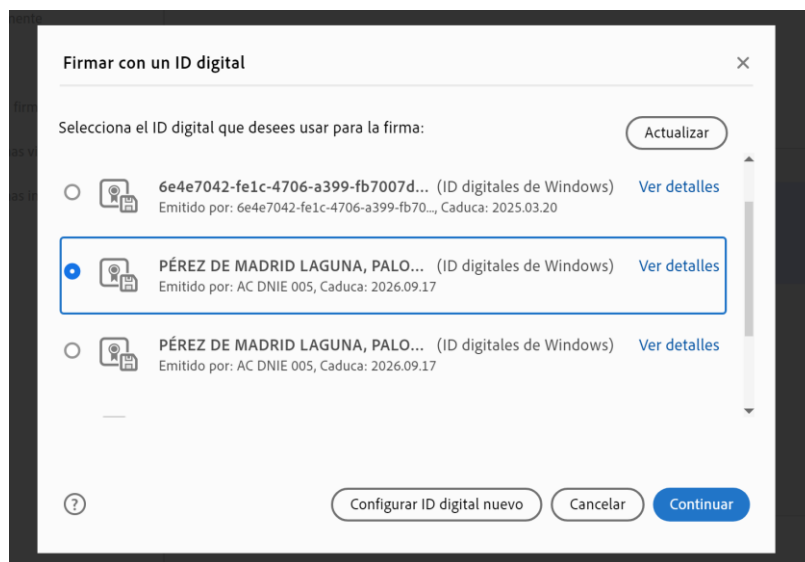 Firmar con un ID digital
Selecciona el ID digital que desees usar para la firma:
Actualizar
6e4e7042-fe1c-4706-a399-fb7007d... (ID digitales de Windows) Ver detalles
Emitido por: 6e4e7042-fe1c-4706-a399-fb70..., Caduca: 2025.03.20
PÉREZ DE MADRID LAGUNA, PALO... (ID digitales de Windows) Ver detalles
Emitido por: AC DNIE 005, Caduca: 2026.09.17
PÉREZ DE MADRID LAGUNA, PALO... (ID digitales de Windows) Ver detalles
Emitido por: AC DNIE 005, Caduca: 2026.09.17
Configurar ID digital nuevo Cancelar Continuar